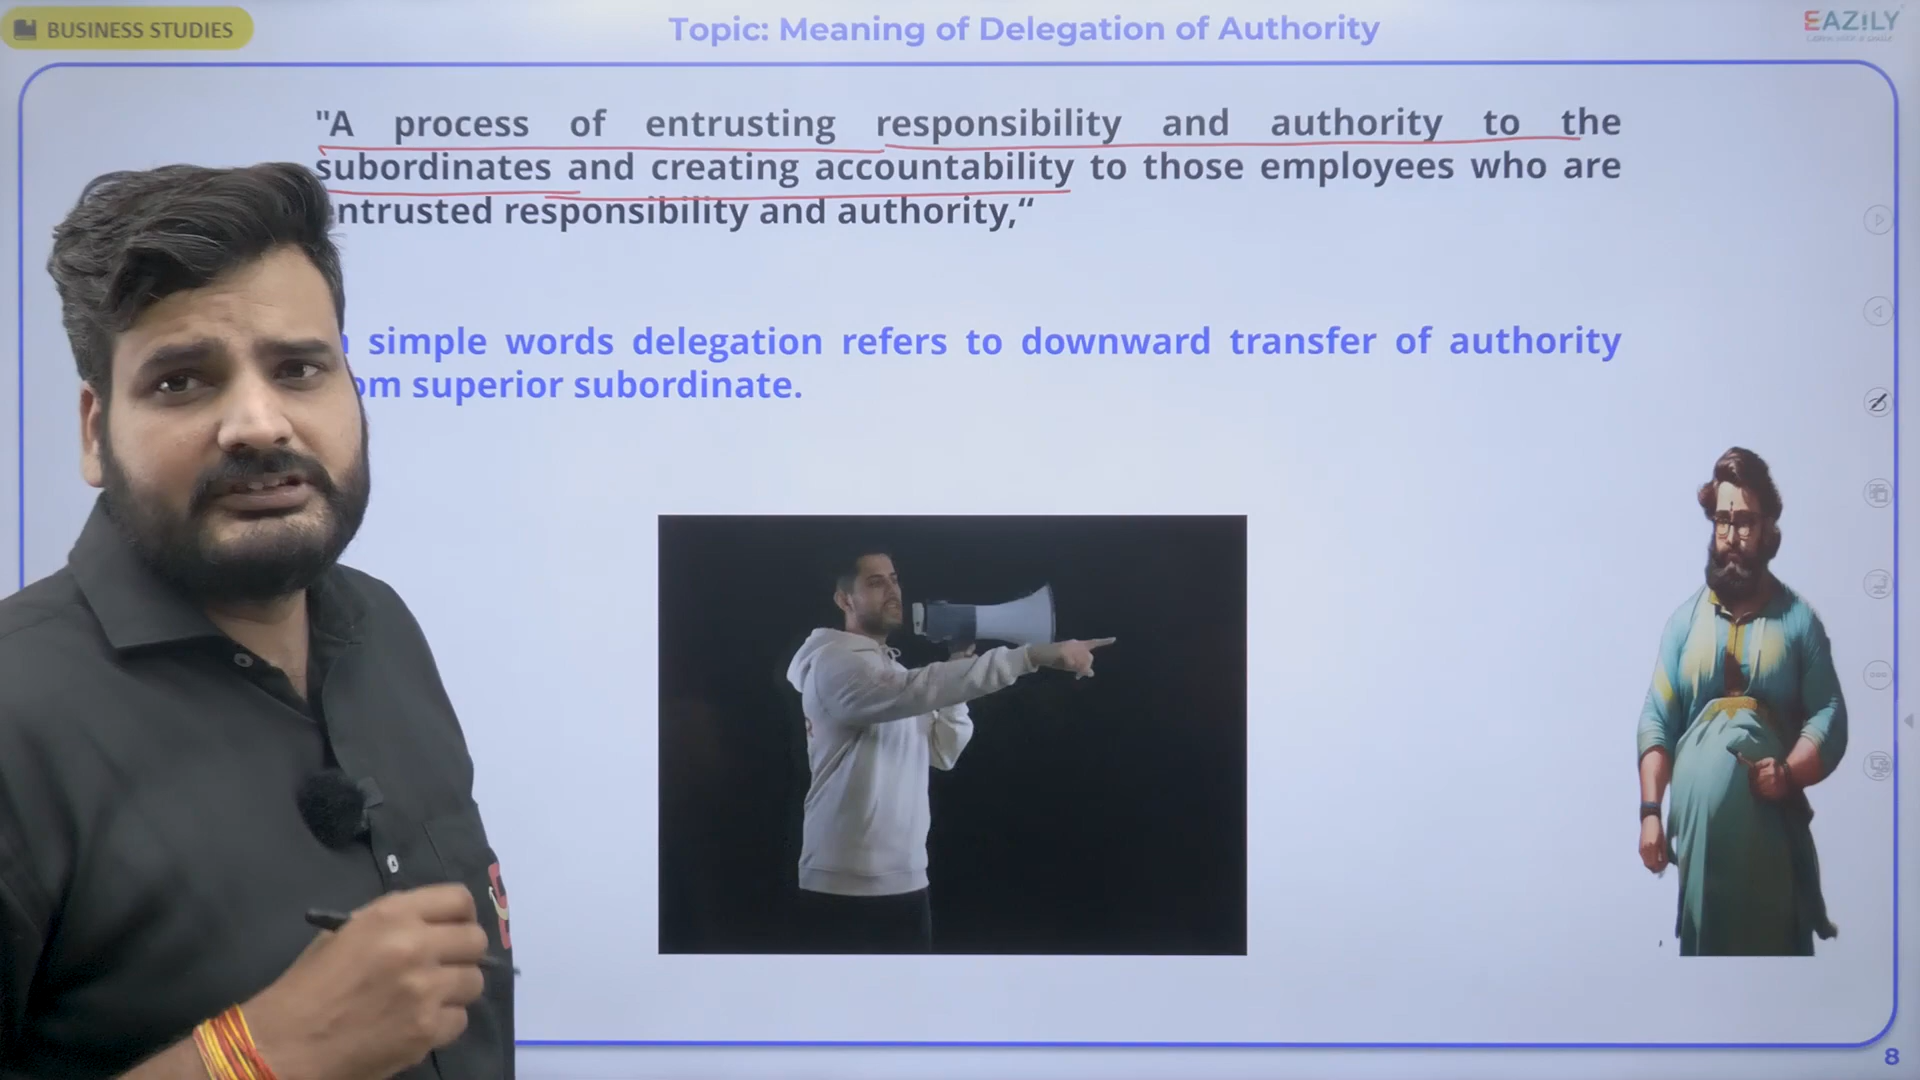 BUSINESS STUDIES
Topic: Meaning of Delegation of Authority
EAZ!LY
"A process of entrusting responsibility and authority to the
subordinates and creating accountability to those employees who are
ntrusted responsibility and authority,“
simple words delegation refers to downward transfer of authority
om superior subordinate.
8